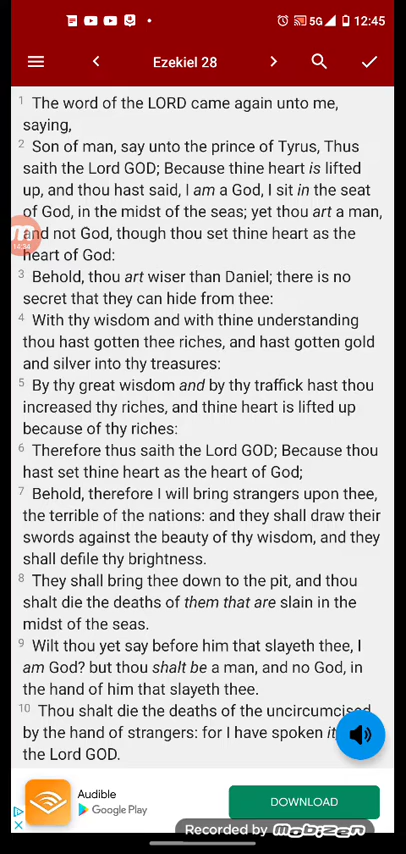 5G 12:45
Ezekiel 28
1 The word of the LORD came again unto me,
saying,
2 Son of man, say unto the prince of Tyrus, Thus
saith the Lord GOD; Because thine heart is lifted
up, and thou hast said, I am a God, I sit in the seat
of God, in the midst of the seas; yet thou art a man,
and not God, though thou set thine heart as the
14:34
heart of God:
3 Behold, thou art wiser than Daniel; there is no
secret that they can hide from thee:
4 With thy wisdom and with thine understanding
thou hast gotten thee riches, and hast gotten gold
and silver into thy treasures:
5 By thy great wisdom and by thy traffick hast thou
increased thy riches, and thine heart is lifted up
because of thy riches:
6 Therefore thus saith the Lord GOD; Because thou
hast set thine heart as the heart of God;
7 Behold, therefore I will bring strangers upon thee,
the terrible of the nations: and they shall draw their
swords against the beauty of thy wisdom, and they
shall defile thy brightness.
8 They shall bring thee down to the pit, and thou
shalt die the deaths of them that are slain in the
midst of the seas.
9 Wilt thou yet say before him that slayeth thee, I
am God? but thou shalt be a man, and no God, in
the hand of him that slayeth thee.
10 Thou shalt die the deaths of the uncircumcised
by the hand of strangers: for I have spoken it
the Lord GOD.
Audible
Google Play
DOWNLOAD
Recorded by mobizen